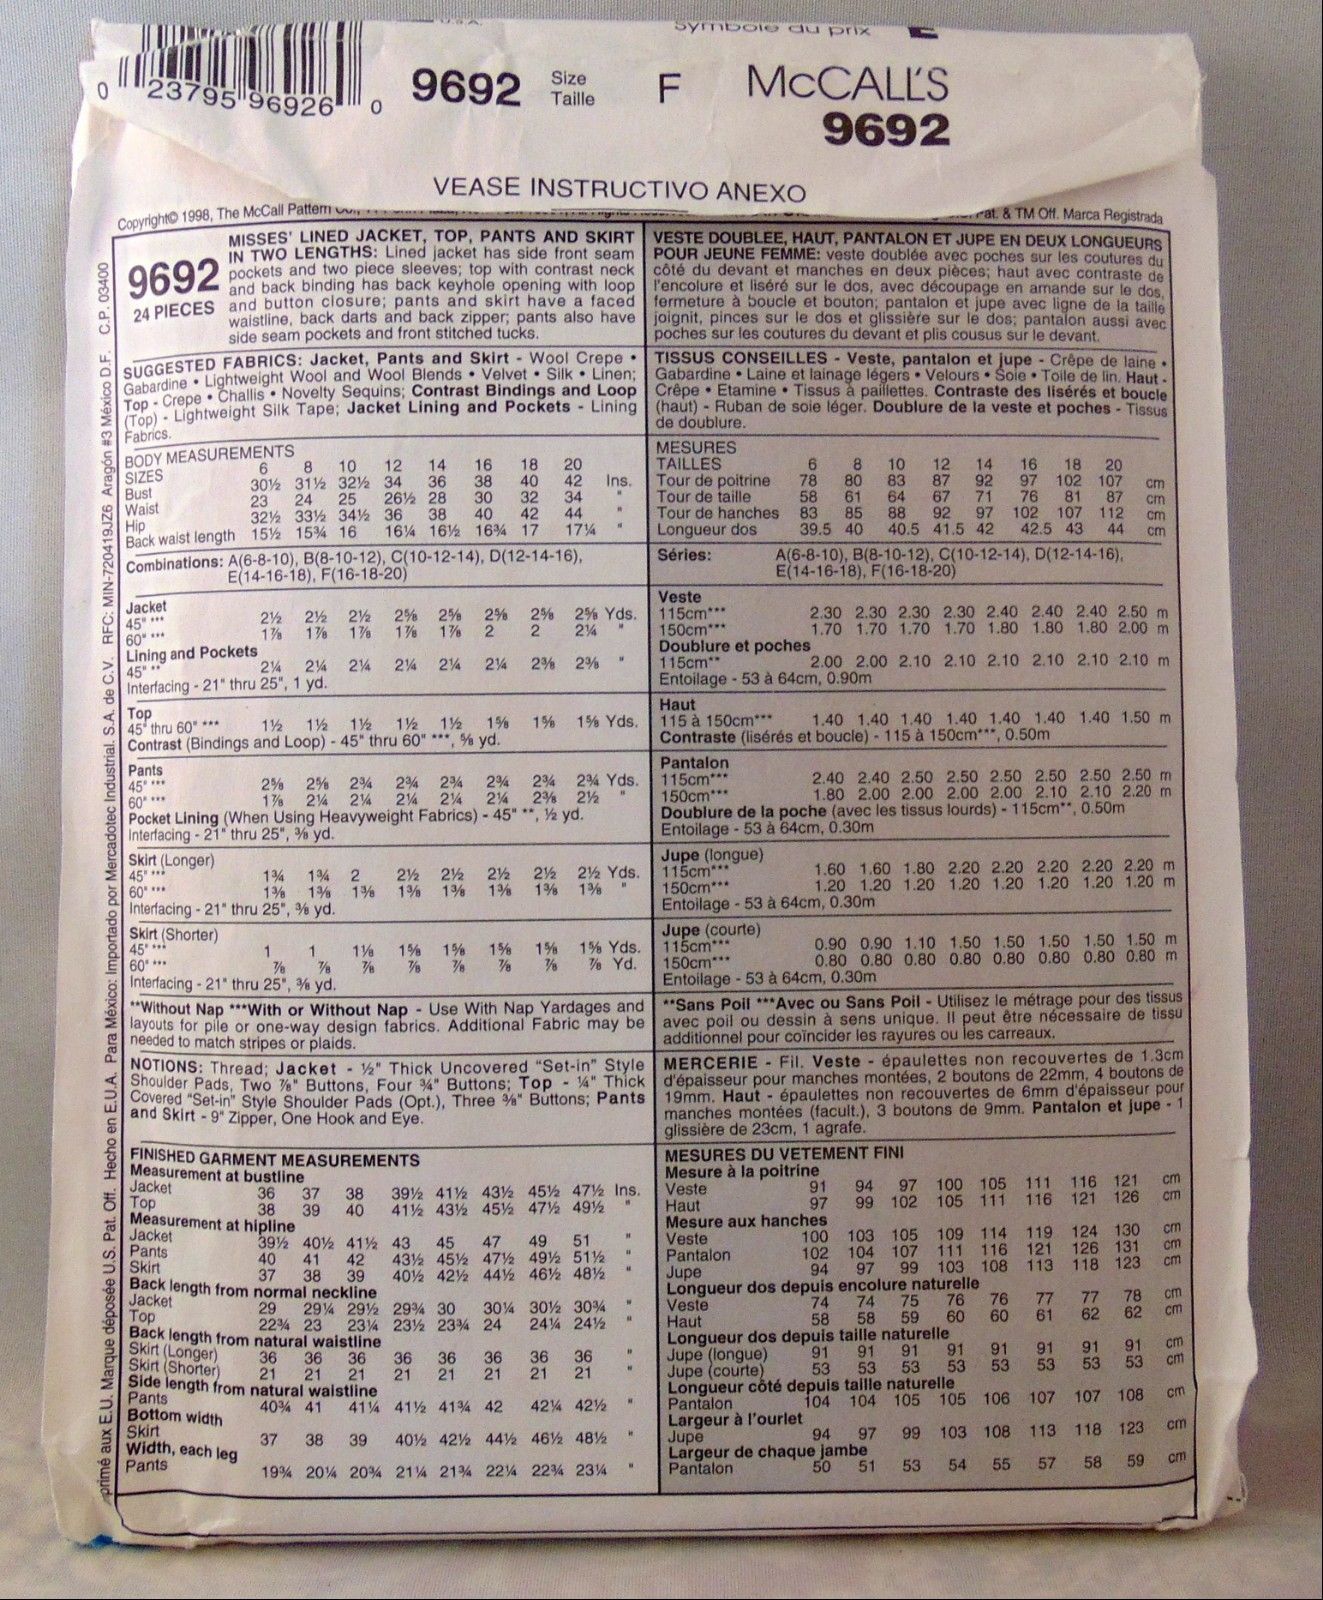 Symbole du prix E
0 23795 96926 0
9692 Size Taille F McCALL'S
9692
VEASE INSTRUCTIVO ANEXO
Copyright© 1998, The McCall Pattern
Pat. & TM Off. Marca Registrada
9692
24 PIECES
MISSES' LINED JACKET, TOP, PANTS AND SKIRT
IN TWO LENGTHS: Lined jacket has side front seam
pockets and two piece sleeves; top with contrast neck
and back binding has back keyhole opening with loop
and button closure; pants and skirt have a faced
waistline, back darts and back zipper; pants also have
side seam pockets and front stitched tucks.
SUGGESTED FABRICS: Jacket, Pants and Skirt - Wool Crepe •
Gabardine • Lightweight Wool and Wool Blends • Velvet • Silk • Linen;
Top - Crepe • Challis • Novelty Sequins; Contrast Bindings and Loop
(Top) - Lightweight Silk Tape; Jacket Lining and Pockets - Lining
Fabrics.
BODY MEASUREMENTS
SIZES 6 8 10 12 14 16 18 20
Bust 30½ 31½ 32½ 34 36 38 40 42 Ins.
Waist 23 24 25 26½ 28 30 32 34 "
Hip 32½ 33½ 34½ 36 38 40 42 44 "
Back waist length 15½ 15¾ 16 16¼ 16½ 16¾ 17 17¼ "
Combinations: A(6-8-10), B(8-10-12), C(10-12-14), D(12-14-16),
E(14-16-18), F(16-18-20)
Jacket
45" *** 2½ 2½ 2½ 2⅝ 2⅝ 2⅝ 2⅝ 2⅝ Yds.
60" *** 1⅞ 1⅞ 1⅞ 1⅞ 1⅞ 2 2 2¼ "
Lining and Pockets
45" ** 2¼ 2¼ 2¼ 2¼ 2¼ 2¼ 2⅜ 2⅜ "
Interfacing - 21" thru 25", 1 yd.
Top
45" thru 60" *** 1½ 1½ 1½ 1½ 1½ 1⅝ 1⅝ 1⅝ Yds.
Contrast (Bindings and Loop) - 45" thru 60" ***, ⅝ yd.
Pants
45" *** 2⅝ 2⅝ 2¾ 2¾ 2¾ 2¾ 2¾ 2¾ Yds.
60" *** 1⅞ 2¼ 2¼ 2¼ 2¼ 2¼ 2⅜ 2½ "
Pocket Lining (When Using Heavyweight Fabrics) - 45" **, ½ yd.
Interfacing - 21" thru 25", ⅜ yd.
Skirt (Longer)
45" *** 1¾ 1¾ 2 2½ 2½ 2½ 2½ 2½ Yds.
60" *** 1⅜ 1⅜ 1⅜ 1⅜ 1⅜ 1⅜ 1⅜ 1⅜ "
Interfacing - 21" thru 25", ⅜ yd.
Skirt (Shorter)
45" *** 1 1 1⅛ 1⅝ 1⅝ 1⅝ 1⅝ 1⅝ Yds.
60" *** ⅞ ⅞ ⅞ ⅞ ⅞ ⅞ ⅞ ⅞ Yd.
Interfacing - 21" thru 25", ⅜ yd.
**Without Nap ***With or Without Nap - Use With Nap Yardages and
layouts for pile or one-way design fabrics. Additional Fabric may be
needed to match stripes or plaids.
NOTIONS: Thread; Jacket - ½" Thick Uncovered "Set-in" Style
Shoulder Pads, Two ⅞" Buttons, Four ¾" Buttons; Top - ¼" Thick
Covered "Set-in" Style Shoulder Pads (Opt.), Three ⅜" Buttons; Pants
and Skirt - 9" Zipper, One Hook and Eye.
FINISHED GARMENT MEASUREMENTS
Measurement at bustline
Jacket 36 37 38 39½ 41½ 43½ 45½ 47½ Ins.
Top 38 39 40 41½ 43½ 45½ 47½ 49½ "
Measurement at hipline
Jacket 39½ 40½ 41½ 43 45 47 49 51 "
Pants 40 41 42 43½ 45½ 47½ 49½ 51½ "
Skirt 37 38 39 40½ 42½ 44½ 46½ 48½ "
Back length from normal neckline
Jacket 29 29¼ 29½ 29¾ 30 30¼ 30½ 30¾ "
Top 22¾ 23 23¼ 23½ 23¾ 24 24¼ 24½ "
Back length from natural waistline
Skirt (Longer) 36 36 36 36 36 36 36 36 "
Skirt (Shorter) 21 21 21 21 21 21 21 21 "
Side length from natural waistline
Pants 40¾ 41 41¼ 41½ 41¾ 42 42¼ 42½ "
Bottom width
Skirt 37 38 39 40½ 42½ 44½ 46½ 48½ "
Width, each leg
Pants 19¾ 20¼ 20¾ 21¼ 21¾ 22¼ 22¾ 23¼ "
VESTE DOUBLEE, HAUT, PANTALON ET JUPE EN DEUX LONGUEURS
POUR JEUNE FEMME: veste doublée avec poches sur les coutures du
côté du devant et manches en deux pièces; haut avec contraste de
l'encolure et liséré sur le dos, avec découpage en amande sur le dos,
fermeture à boucle et bouton; pantalon et jupe avec ligne de la taille
joignit, pinces sur le dos et glissière sur le dos; pantalon aussi avec
poches sur les coutures du devant et plis cousus sur le devant.
TISSUS CONSEILLES - Veste, pantalon et jupe - Crêpe de laine •
Gabardine • Laine et lainage légers • Velours • Soie • Toile de lin. Haut -
Crêpe • Etamine • Tissus à paillettes. Contraste des lisérés et boucle
(haut) - Ruban de soie léger. Doublure de la veste et poches - Tissus
de doublure.
MESURES
TAILLES 6 8 10 12 14 16 18 20
Tour de poitrine 78 80 83 87 92 97 102 107 cm
Tour de taille 58 61 64 67 71 76 81 87 cm
Tour de hanches 83 85 88 92 97 102 107 112 cm
Longueur dos 39.5 40 40.5 41.5 42 42.5 43 44 cm
Séries: A(6-8-10), B(8-10-12), C(10-12-14), D(12-14-16),
E(14-16-18), F(16-18-20)
Veste
115cm*** 2.30 2.30 2.30 2.30 2.40 2.40 2.40 2.50 m
150cm*** 1.70 1.70 1.70 1.70 1.80 1.80 1.80 2.00 m
Doublure et poches
115cm** 2.00 2.00 2.10 2.10 2.10 2.10 2.10 2.10 m
Entoilage - 53 à 64cm, 0.90m
Haut
115 à 150cm*** 1.40 1.40 1.40 1.40 1.40 1.40 1.40 1.50 m
Contraste (lisérés et boucle) - 115 à 150cm***, 0.50m
Pantalon
115cm*** 2.40 2.40 2.50 2.50 2.50 2.50 2.50 2.50 m
150cm*** 1.80 2.00 2.00 2.00 2.00 2.10 2.10 2.20 m
Doublure de la poche (avec les tissus lourds) - 115cm**, 0.50m
Entoilage - 53 à 64cm, 0.30m
Jupe (longue)
115cm*** 1.60 1.60 1.80 2.20 2.20 2.20 2.20 2.20 m
150cm*** 1.20 1.20 1.20 1.20 1.20 1.20 1.20 1.20 m
Entoilage - 53 à 64cm, 0.30m
Jupe (courte)
115cm*** 0.90 0.90 1.10 1.50 1.50 1.50 1.50 1.50 m
150cm*** 0.80 0.80 0.80 0.80 0.80 0.80 0.80 0.80 m
Entoilage - 53 à 64cm, 0.30m
**Sans Poil ***Avec ou Sans Poil - Utilisez le métrage pour des tissus
avec poil ou dessin à sens unique. Il peut être nécessaire de tissu
additionnel pour coïncider les rayures ou les carreaux.
MERCERIE - Fil. Veste - épaulettes non recouvertes de 1.3cm
d'épaisseur pour manches montées, 2 boutons de 22mm, 4 boutons de
19mm. Haut - épaulettes non recouvertes de 6mm d'épaisseur pour
manches montées (facult.), 3 boutons de 9mm. Pantalon et jupe - 1
glissière de 23cm, 1 agrafe.
MESURES DU VETEMENT FINI
Mesure à la poitrine
Veste 91 94 97 100 105 111 116 121 cm
Haut 97 99 102 105 111 116 121 126 cm
Mesure aux hanches
Veste 100 103 105 109 114 119 124 130 cm
Pantalon 102 104 107 111 116 121 126 131 cm
Jupe 94 97 99 103 108 113 118 123 cm
Longueur dos depuis encolure naturelle
Veste 74 74 75 76 76 77 77 78 cm
Haut 58 58 59 60 60 61 62 62 cm
Longueur dos depuis taille naturelle
Jupe (longue) 91 91 91 91 91 91 91 91 cm
Jupe (courte) 53 53 53 53 53 53 53 53 cm
Longueur côté depuis taille naturelle
Pantalon 104 104 105 105 106 107 107 108 cm
Largeur à l'ourlet
Jupe 94 97 99 103 108 113 118 123 cm
Largeur de chaque jambe
Pantalon 50 51 53 54 55 57 58 59 cm
primé aux E.U. Marque déposée U.S. Pat. Off. Hecho en E.U.A. Para México: Importado por Mercadotec Industrial. S.A. de C.V. RFC: MIN-720419JZ6 Aragón #3 México D.F. C.P. 03400